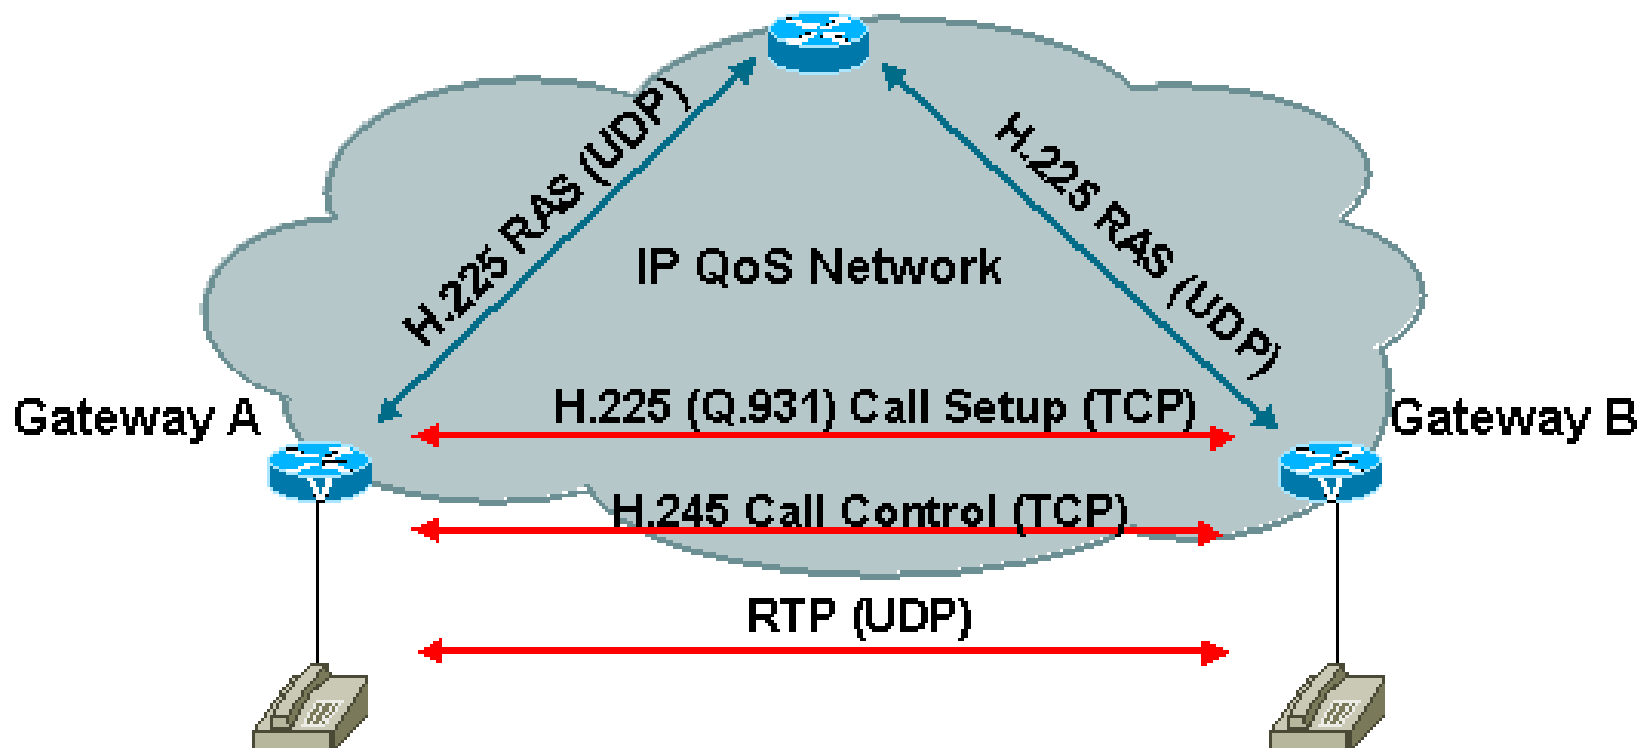 H.225 RAS (UDP)
H.225 RAS (UDP)
IP QoS Network
Gateway A
H.225 (Q.931) Call Setup (TCP)
Gateway B
V
V
H.245 Call Control (TCP)
RTP (UDP)